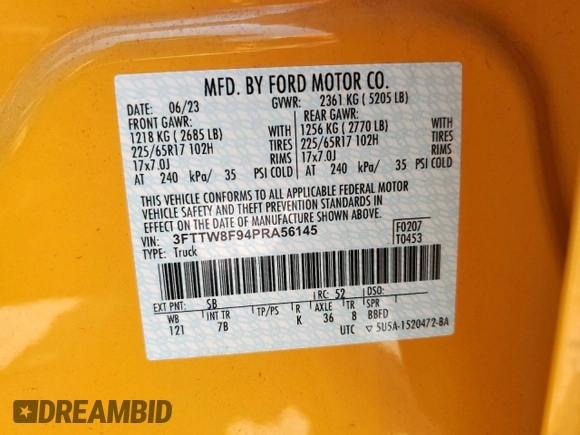 MFD. BY FORD MOTOR CO.
DATE: 06/23 GVWR: 2361 KG ( 5205 LB)
FRONT GAWR: REAR GAWR:
1218 KG ( 2685 LB) WITH 1256 KG ( 2770 LB) WITH
225/65R17 102H TIRES 225/65R17 102H TIRES
17x7.0J RIMS 17x7.0J RIMS
AT 240 kPa/ 35 PSI COLD AT 240 kPa/ 35 PSI COLD
THIS VEHICLE CONFORMS TO ALL APPLICABLE FEDERAL MOTOR
VEHICLE SAFETY AND THEFT PREVENTION STANDARDS IN
EFFECT ON THE DATE OF MANUFACTURE SHOWN ABOVE.
VIN: 3FTTW8F94PRA56145 F0207
TYPE: Truck T0453
EXT PNT: SB RC: 52 DSO:
WB INT TR TP/PS R AXLE TR SPR
121 7B K 36 8 BBFD
UTC ▽ 5U5A-1520472-BA
DREAMBID